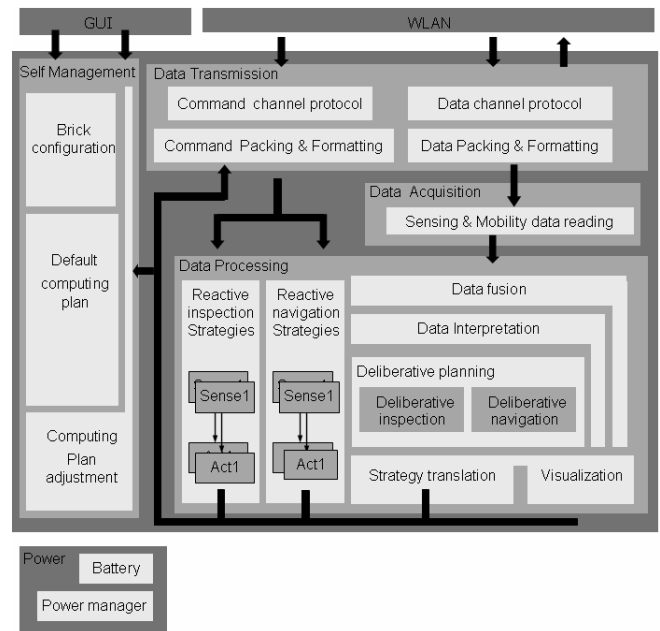 GUI
WLAN
Self Management
Brick
configuration
Default
computing
plan
Computing
Plan
adjustment
Data Transmission
Command channel protocol
Data channel protocol
Command Packing & Formatting
Data Packing & Formatting
Data Acquisition
Sensing & Mobility data reading
Data Processing
Reactive
inspection
Strategies
Sense1
Act1
Reactive
navigation
Strategies
Sense1
Act1
Data fusion
Data Interpretation
Deliberative planning
Deliberative
inspection
Deliberative
navigation
Strategy translation
Visualization
Power
Battery
Power manager